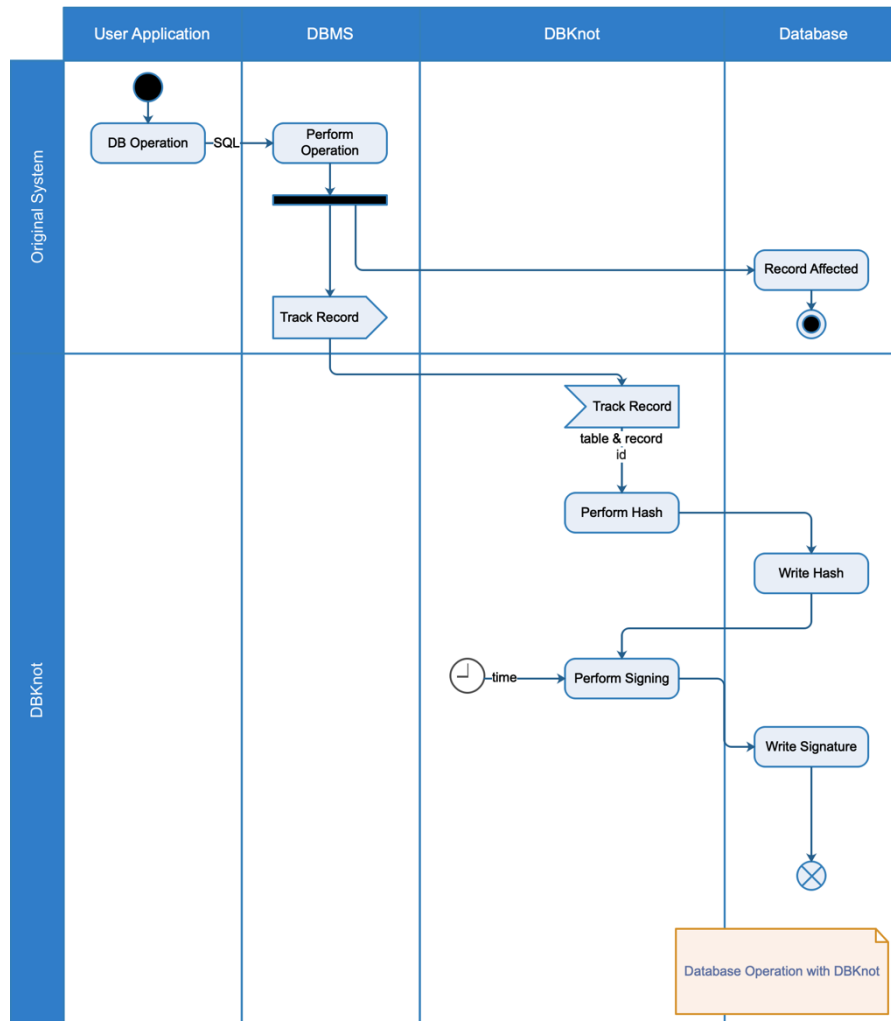 User Application
DBMS
DBKnot
Database
Original System
DB Operation
SQL
Perform
Operation
Record Affected
Track Record
DBKnot
Track Record
table & record
id
Perform Hash
Write Hash
time
Perform Signing
Write Signature
Database Operation with DBKnot